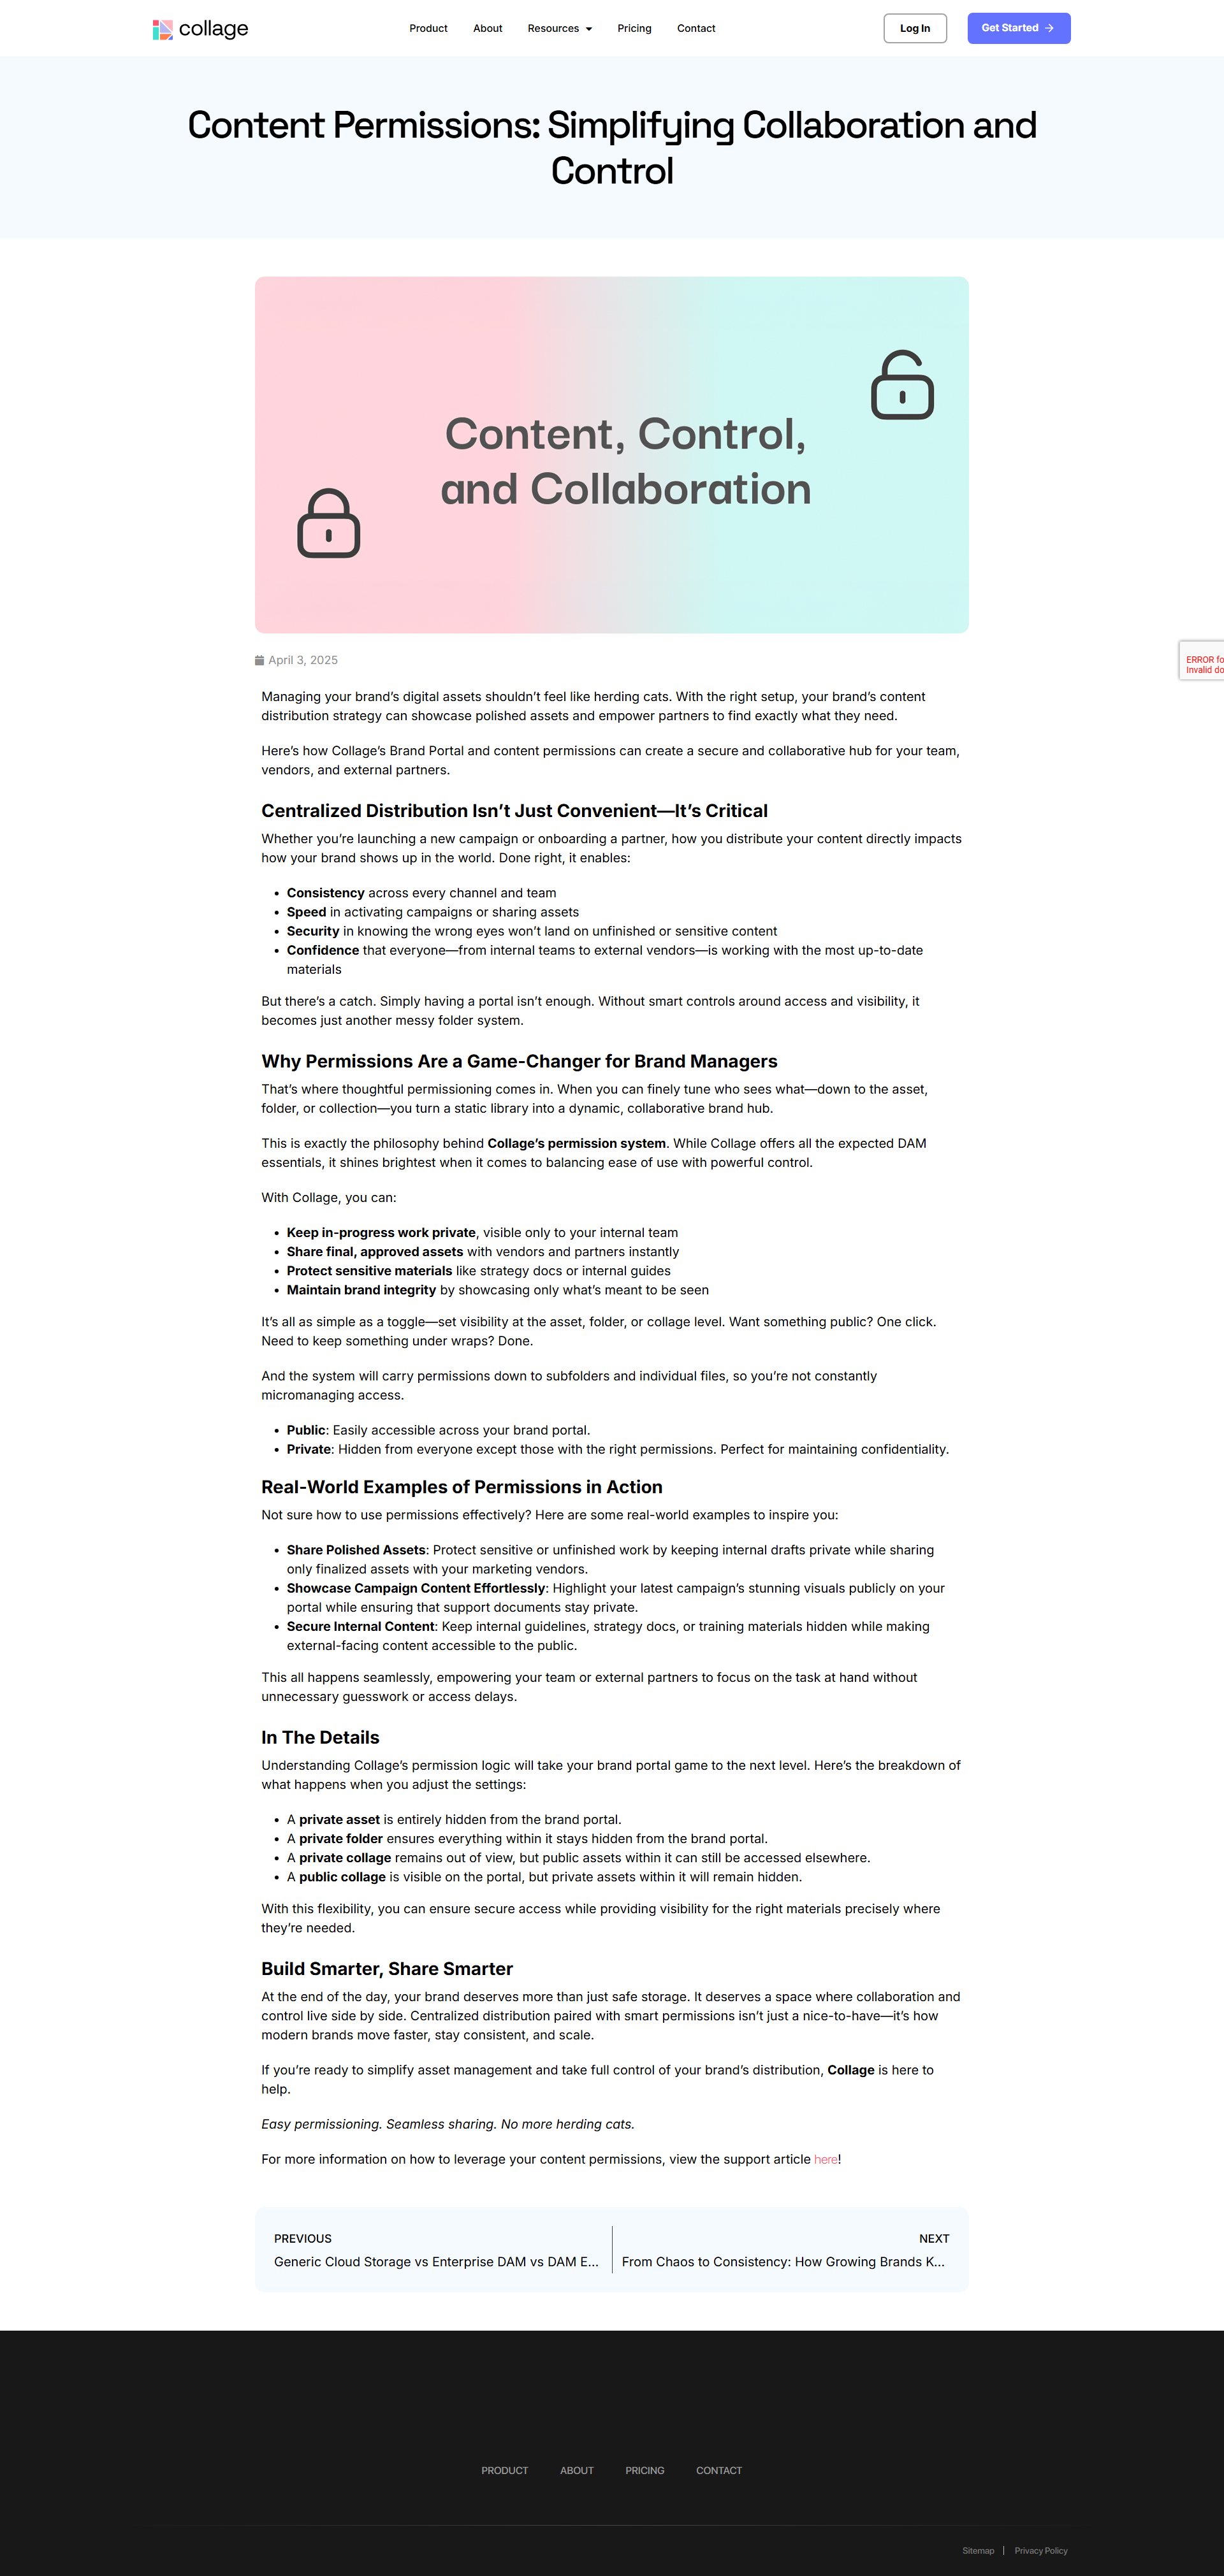 collage
Product
About
Resources
Pricing
Contact
Log In
Get Started
Content Permissions: Simplifying Collaboration and
Control
Content, Control,
and Collaboration
April 3, 2025
ERROR fo
Invalid do
Managing your brand’s digital assets shouldn’t feel like herding cats. With the right setup, your brand’s content
distribution strategy can showcase polished assets and empower partners to find exactly what they need.
Here’s how Collage’s Brand Portal and content permissions can create a secure and collaborative hub for your team,
vendors, and external partners.
Centralized Distribution Isn’t Just Convenient—It’s Critical
Whether you’re launching a new campaign or onboarding a partner, how you distribute your content directly impacts
how your brand shows up in the world. Done right, it enables:
• Consistency across every channel and team
• Speed in activating campaigns or sharing assets
• Security in knowing the wrong eyes won’t land on unfinished or sensitive content
• Confidence that everyone—from internal teams to external vendors—is working with the most up-to-date
materials
But there’s a catch. Simply having a portal isn’t enough. Without smart controls around access and visibility, it
becomes just another messy folder system.
Why Permissions Are a Game-Changer for Brand Managers
That’s where thoughtful permissioning comes in. When you can finely tune who sees what—down to the asset,
folder, or collection—you turn a static library into a dynamic, collaborative brand hub.
This is exactly the philosophy behind Collage’s permission system. While Collage offers all the expected DAM
essentials, it shines brightest when it comes to balancing ease of use with powerful control.
With Collage, you can:
• Keep in-progress work private, visible only to your internal team
• Share final, approved assets with vendors and partners instantly
• Protect sensitive materials like strategy docs or internal guides
• Maintain brand integrity by showcasing only what’s meant to be seen
It’s all as simple as a toggle—set visibility at the asset, folder, or collage level. Want something public? One click.
Need to keep something under wraps? Done.
And the system will carry permissions down to subfolders and individual files, so you’re not constantly
micromanaging access.
• Public: Easily accessible across your brand portal.
• Private: Hidden from everyone except those with the right permissions. Perfect for maintaining confidentiality.
Real-World Examples of Permissions in Action
Not sure how to use permissions effectively? Here are some real-world examples to inspire you:
• Share Polished Assets: Protect sensitive or unfinished work by keeping internal drafts private while sharing
only finalized assets with your marketing vendors.
• Showcase Campaign Content Effortlessly: Highlight your latest campaign’s stunning visuals publicly on your
portal while ensuring that support documents stay private.
• Secure Internal Content: Keep internal guidelines, strategy docs, or training materials hidden while making
external-facing content accessible to the public.
This all happens seamlessly, empowering your team or external partners to focus on the task at hand without
unnecessary guesswork or access delays.
In The Details
Understanding Collage’s permission logic will take your brand portal game to the next level. Here’s the breakdown of
what happens when you adjust the settings:
• A private asset is entirely hidden from the brand portal.
• A private folder ensures everything within it stays hidden from the brand portal.
• A private collage remains out of view, but public assets within it can still be accessed elsewhere.
• A public collage is visible on the portal, but private assets within it will remain hidden.
With this flexibility, you can ensure secure access while providing visibility for the right materials precisely where
they’re needed.
Build Smarter, Share Smarter
At the end of the day, your brand deserves more than just safe storage. It deserves a space where collaboration and
control live side by side. Centralized distribution paired with smart permissions isn’t just a nice-to-have—it’s how
modern brands move faster, stay consistent, and scale.
If you’re ready to simplify asset management and take full control of your brand’s distribution, Collage is here to
help.
Easy permissioning. Seamless sharing. No more herding cats.
For more information on how to leverage your content permissions, view the support article here!
PREVIOUS
Generic Cloud Storage vs Enterprise DAM vs DAM E...
NEXT
From Chaos to Consistency: How Growing Brands K...
PRODUCT
ABOUT
PRICING
CONTACT
Sitemap | Privacy Policy